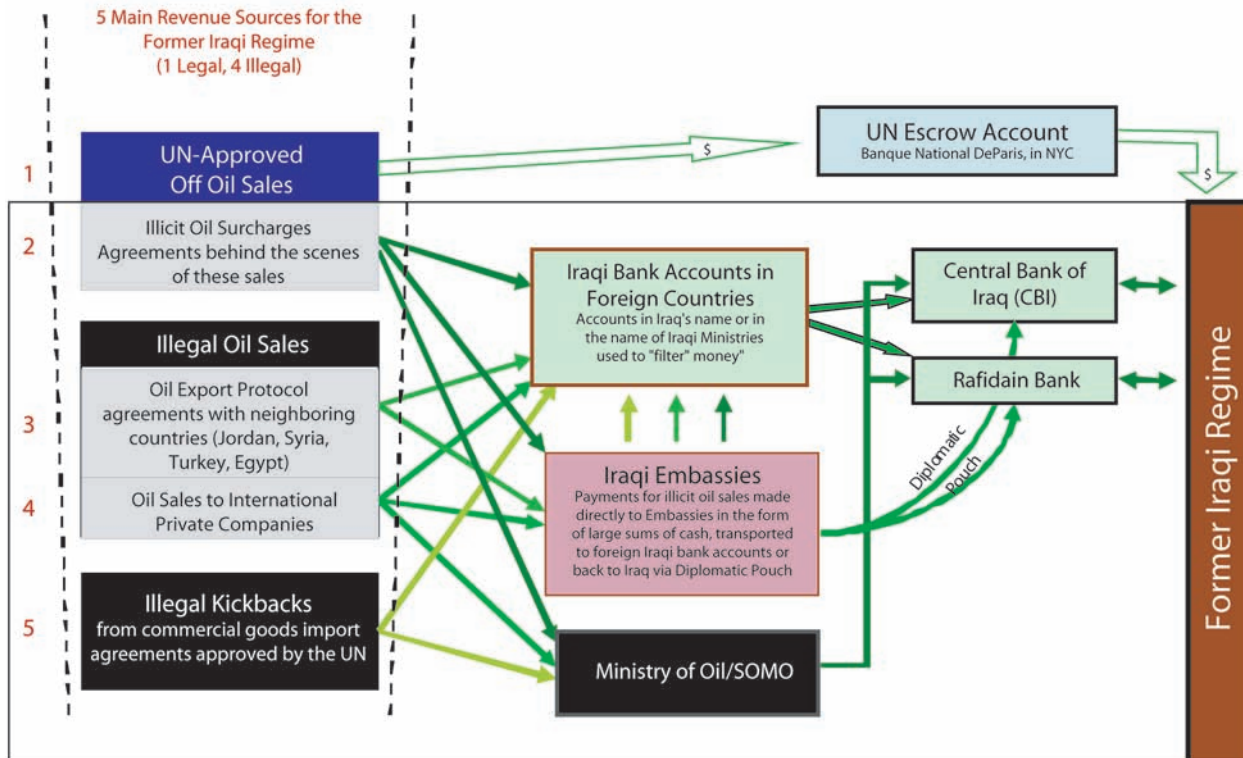 5 Main Revenue Sources for the
Former Iraqi Regime
(1 Legal, 4 Illegal)
1
UN-Approved
Off Oil Sales
$
UN Escrow Account
Banque National DeParis, in NYC
$
2
Illicit Oil Surcharges
Agreements behind the scenes
of these sales
Illegal Oil Sales
3
Oil Export Protocol
agreements with neighboring
countries (Jordan, Syria,
Turkey, Egypt)
4
Oil Sales to International
Private Companies
5
Illegal Kickbacks
from commercial goods import
agreements approved by the UN
Iraqi Bank Accounts in
Foreign Countries
Accounts in Iraq's name or in
the name of Iraqi Ministries
used to "filter" money"
Iraqi Embassies
Payments for illicit oil sales made
directly to Embassies in the form
of large sums of cash, transported
to foreign Iraqi bank accounts or
back to Iraq via Diplomatic Pouch
Ministry of Oil/SOMO
Central Bank of
Iraq (CBI)
Rafidain Bank
Diplomatic
Pouch
Former Iraqi Regime